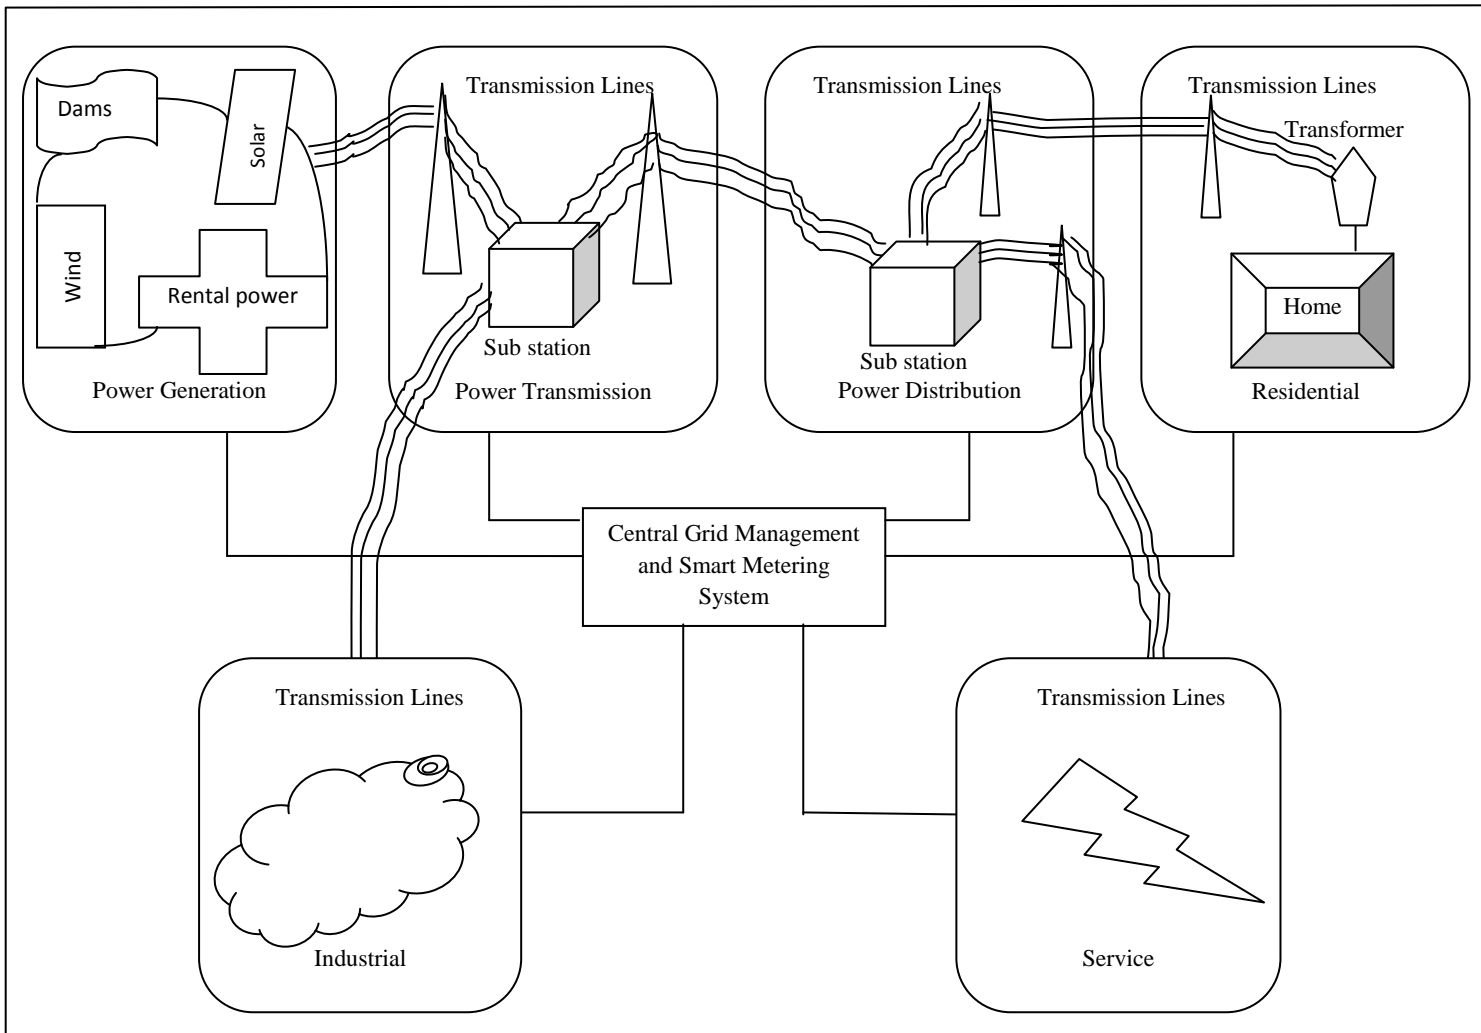 Dams
Solar
Wind
Rental power
Power Generation
Transmission Lines
Sub station
Power Transmission
Transmission Lines
Sub station
Power Distribution
Transmission Lines
Transformer
Home
Residential
Central Grid Management
and Smart Metering
System
Transmission Lines
Industrial
Transmission Lines
Service